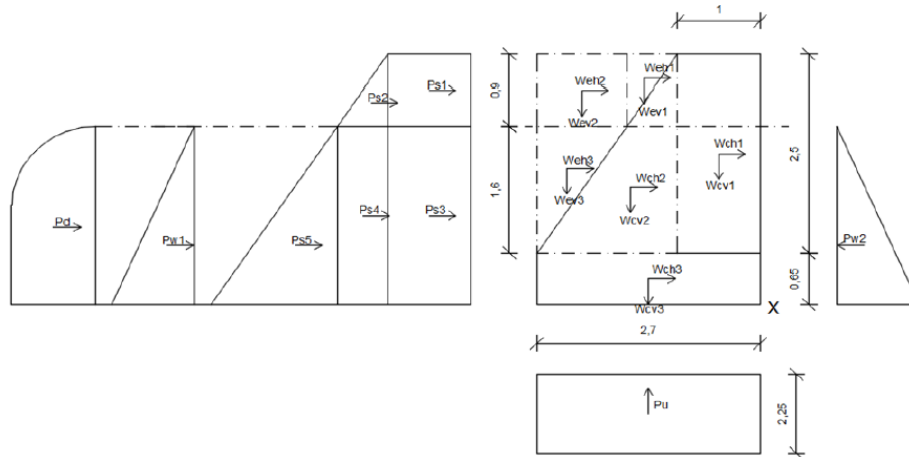 1
0,9
1,6
2,5
0,65
2,7
2,25
Ps1
Ps2
Ps4
Ps3
Pd
Pw1
Ps5
Weh1
Weh2
Wev1
Wev2
Weh3
Wev3
Wch1
Wcv1
Wch2
Wcv2
Wch3
Wcv3
X
Pw2
Pu